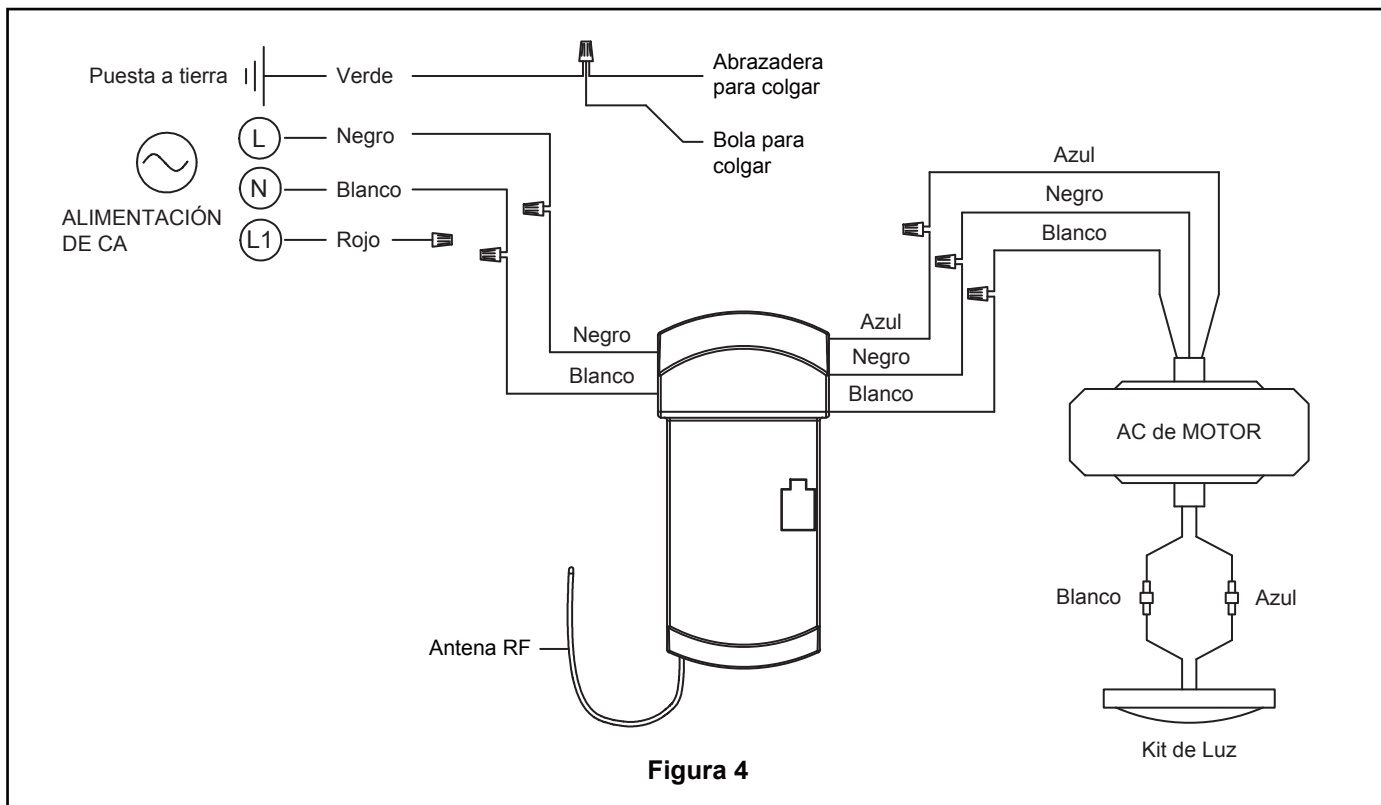 Puesta a tierra
Verde
Abrazadera
para colgar
L
Negro
Bola para
colgar
N
Blanco
ALIMENTACIÓN
DE CA
L1
Rojo
Azul
Negro
Blanco
Negro
Blanco
Azul
Negro
Blanco
AC de MOTOR
Blanco
Azul
Antena RF
Kit de Luz
Figura 4